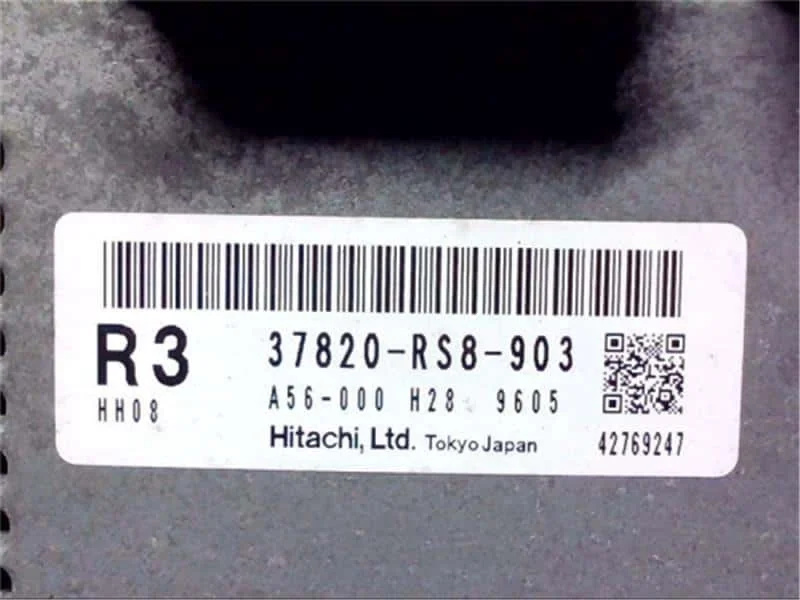 R3 37820-RS8-903
HH08 A56-000 H28 9605
Hitachi, Ltd. Tokyo Japan 42769247